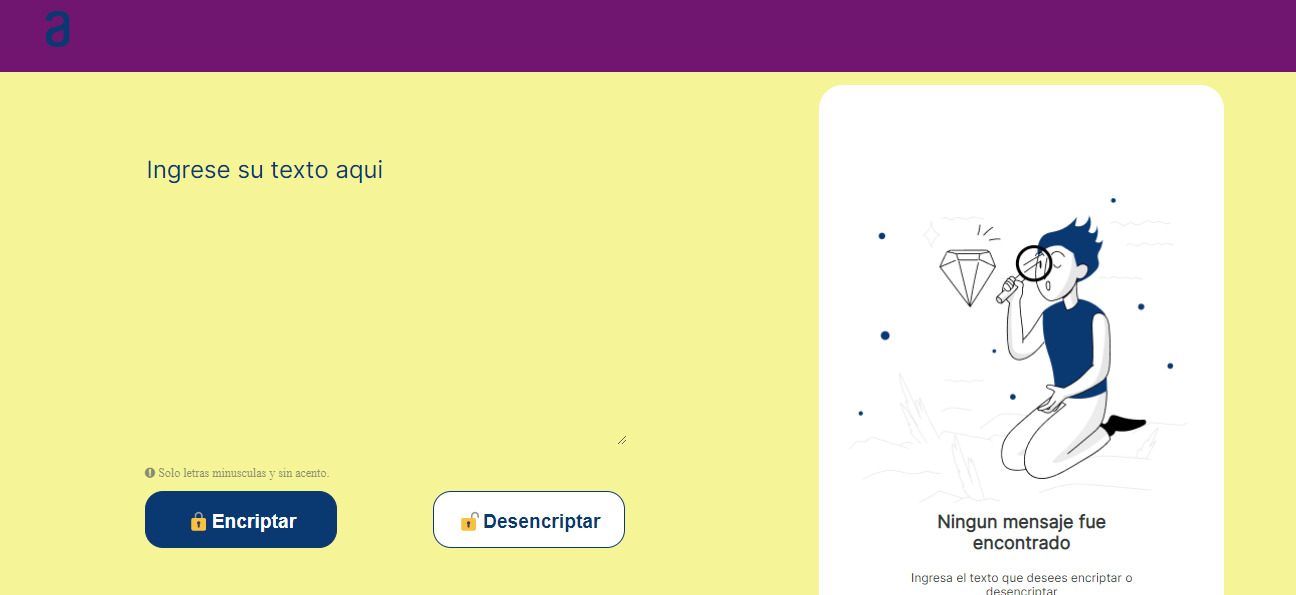 a
Ingrese su texto aqui
Solo letras minusculas y sin acento.
Encriptar
Desencriptar
Ningun mensaje fue
encontrado
Ingresa el texto que desees encriptar o
desencriptar